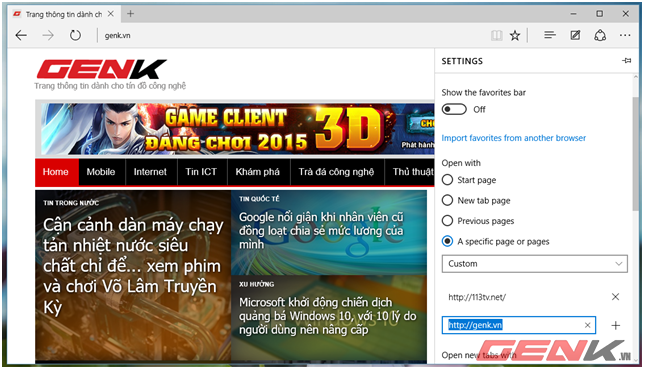 Trang thông tin dành ch
genk.vn
GENK
Trang thông tin dành cho tín đồ công nghệ
GAME CLIENT
ĐÁNG CHƠI 2015
3D
Phát hành
Home
Mobile
Internet
Tin ICT
Khám phá
Trà đá công nghệ
Thủ thuật
TIN TRONG NƯỚC
Cận cảnh dàn máy chạy
tản nhiệt nước siêu
chất chỉ để... xem phim
và chơi Võ Lâm Truyền
Kỳ
TIN QUỐC TẾ
Google nổi giận khi nhân viên cũ
đồng loạt chia sẻ mức lương của
mình
XU HƯỚNG
Microsoft khởi động chiến dịch
quảng bá Windows 10, với 10 lý do
người dùng nên nâng cấp
SETTINGS
Show the favorites bar
Off
Import favorites from another browser
Open with
Start page
New tab page
Previous pages
A specific page or pages
Custom
http://113tv.net/
http://genk.vn
Open new tabs with
GENK.VN